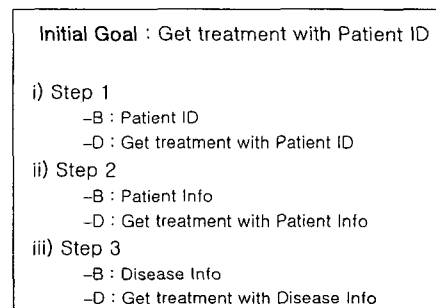 Initial Goal : Get treatment with Patient ID
i) Step 1
-B : Patient ID
-D : Get treatment with Patient ID
ii) Step 2
-B : Patient Info
-D : Get treatment with Patient Info
iii) Step 3
-B : Disease Info
-D : Get treatment with Disease Info